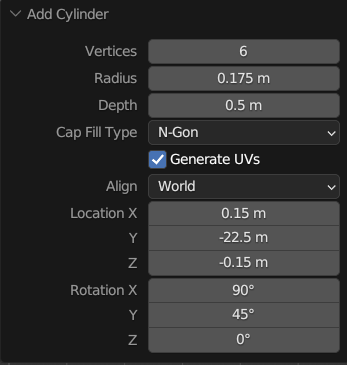 Add Cylinder
Vertices 6
Radius 0.175 m
Depth 0.5 m
Cap Fill Type N-Gon
Generate UVs
Align World
Location X 0.15 m
Y -22.5 m
Z -0.15 m
Rotation X 90°
Y 45°
Z 0°